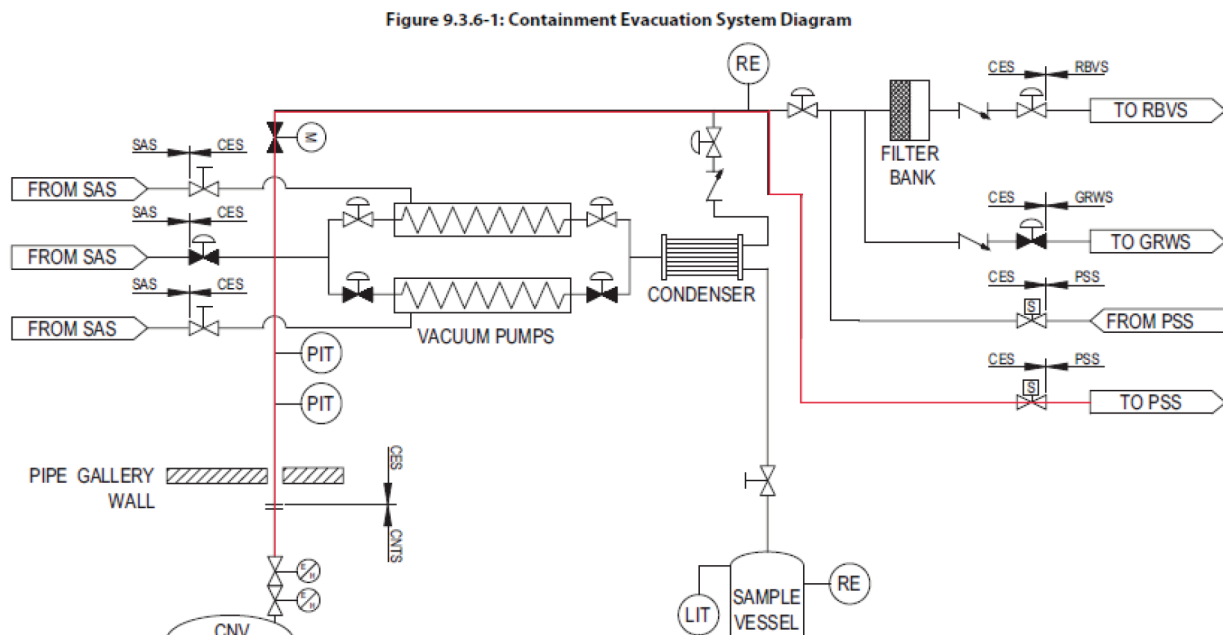 Figure 9.3.6-1: Containment Evacuation System Diagram
RE
CES
RBVS
TO RBVS
FILTER
BANK
M
SAS
CES
FROM SAS
SAS
CES
FROM SAS
SAS
CES
FROM SAS
VACUUM PUMPS
CONDENSER
CES
GRWS
TO GRWS
CES
PSS
S
FROM PSS
CES
PSS
S
TO PSS
PIT
PIT
PIPE GALLERY
WALL
CES
CNTS
E
H
E
H
CNV
LIT
SAMPLE
VESSEL
RE